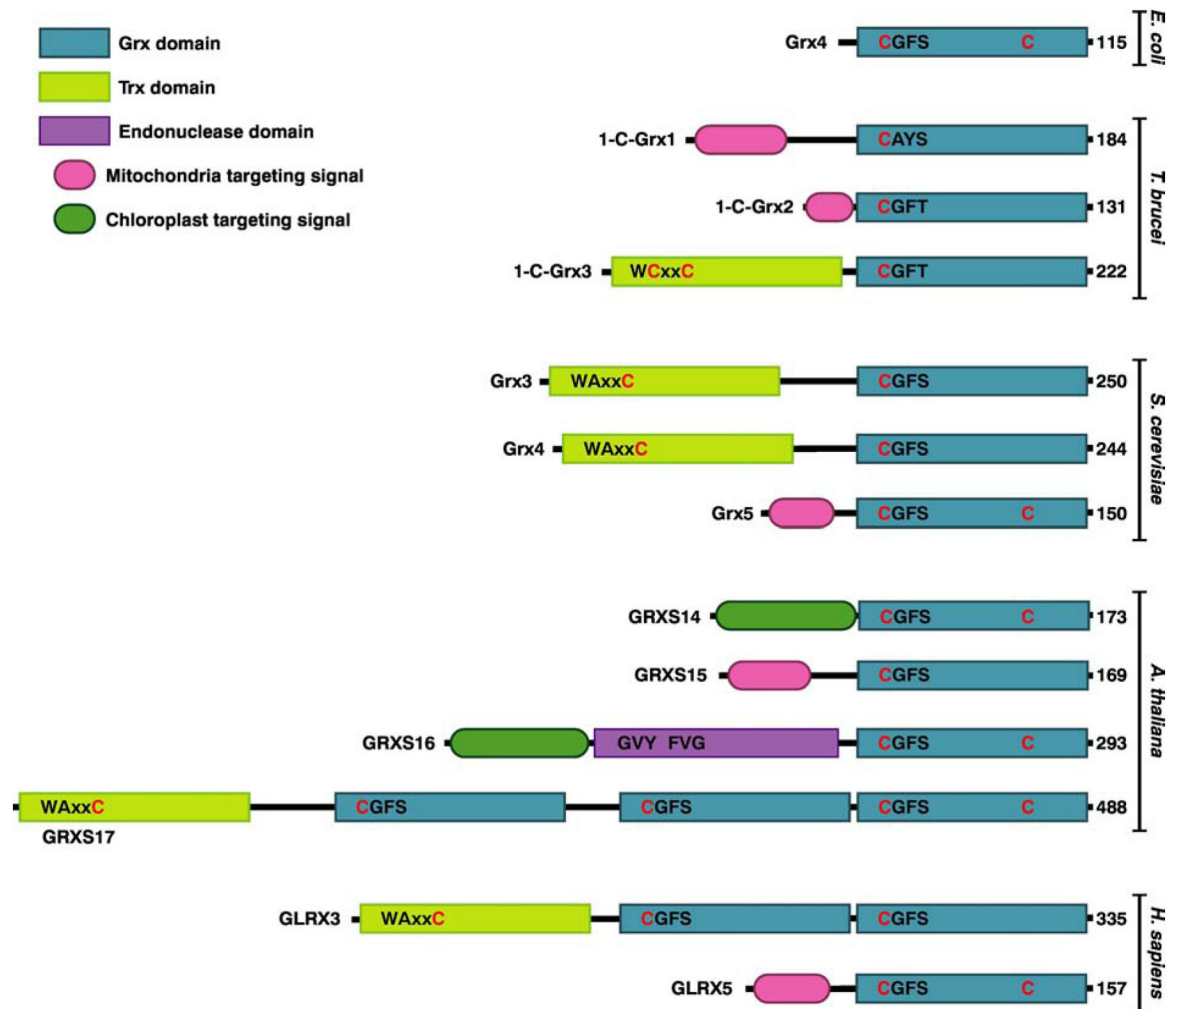 Grx domain
Trx domain
Endonuclease domain
Mitochondria targeting signal
Chloroplast targeting signal
Grx4 CGFS C 115
E. coli
1-C-Grx1 CAYS 184
1-C-Grx2 CGFT 131
1-C-Grx3 WCxxC CGFT 222
T. brucei
Grx3 WAxxC CGFS 250
Grx4 WAxxC CGFS 244
Grx5 CGFS C 150
S. cerevisiae
GRXS14 CGFS C 173
GRXS15 CGFS 169
GRXS16 GVY FVG CGFS C 293
WAxxC CGFS CGFS CGFS C 488
GRXS17
A. thaliana
GLRX3 WAxxC CGFS CGFS 335
GLRX5 CGFS C 157
H. sapiens